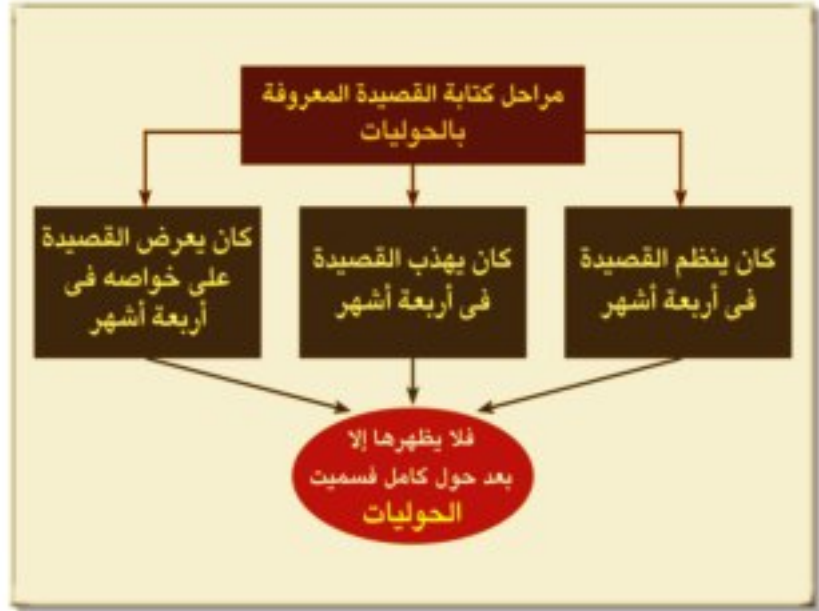 مراحل كتابة القصيدة المعروفة
بالحوليات
كان ينظم القصيدة
فى أربعة أشهر
كان يهذب القصيدة
فى أربعة أشهر
كان يعرض القصيدة
على خواصه فى
أربعة أشهر
فلا يظهرها إلا
بعد حول كامل فسميت
الحوليات